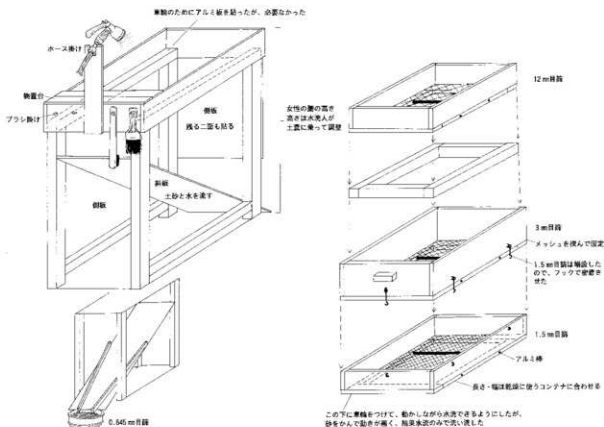 車輪のためにアルミ板を貼ったが、必要なかった
ホース掛け
物置台
ブラシ掛け
側板
残る二面も貼る
斜板
土砂と水を流す
側板
0.545㎜目篩
12㎜目篩
女性の腰の高さ
高さは水洗人が
土嚢に乗って調整
3㎜目篩
メッシュを挟んで固定
1.5㎜目篩は増設した
ので、フックで密着さ
せた
1.5㎜目篩
アルミ棒
長さ・幅は乾燥に使うコンテナに合わせる
この下に車輪をつけて、動かしながら水洗できるようにしたが、
砂をかんで動きが悪く、結果水流のみで洗い流した